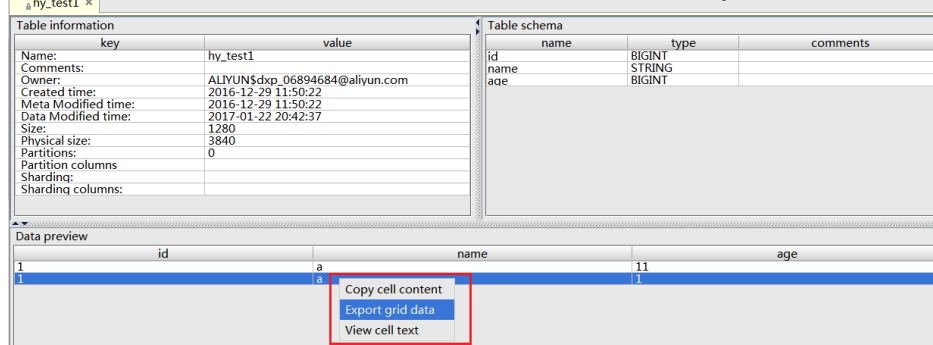 hy_test1 ×
Table information
key value
Name: hy_test1
Comments:
Owner: ALIYUN$dxp_06894684@aliyun.com
Created time: 2016-12-29 11:50:22
Meta Modified time: 2016-12-29 11:50:22
Data Modified time: 2017-01-22 20:42:37
Size: 1280
Physical size: 3840
Partitions: 0
Partition columns
Sharding:
Sharding columns:
Table schema
name type comments
id BIGINT
name STRING
age BIGINT
Data preview
id name age
1 a 11
1 a 1
Copy cell content
Export grid data
View cell text